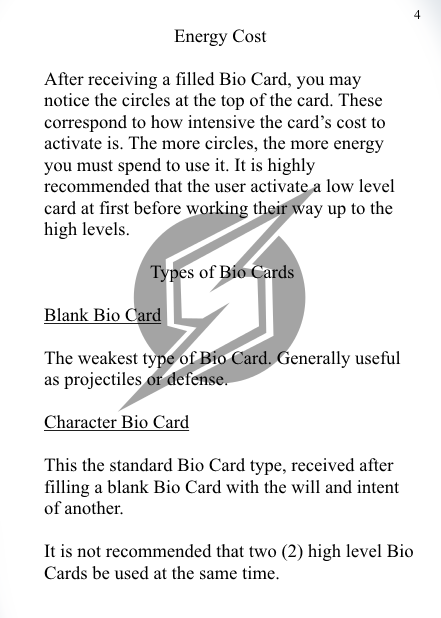 4
Energy Cost
After receiving a filled Bio Card, you may
notice the circles at the top of the card. These
correspond to how intensive the card’s cost to
activate is. The more circles, the more energy
you must spend to use it. It is highly
recommended that the user activate a low level
card at first before working their way up to the
high levels.
Types of Bio Cards
Blank Bio Card
The weakest type of Bio Card. Generally useful
as projectiles or defense.
Character Bio Card
This the standard Bio Card type, received after
filling a blank Bio Card with the will and intent
of another.
It is not recommended that two (2) high level Bio
Cards be used at the same time.